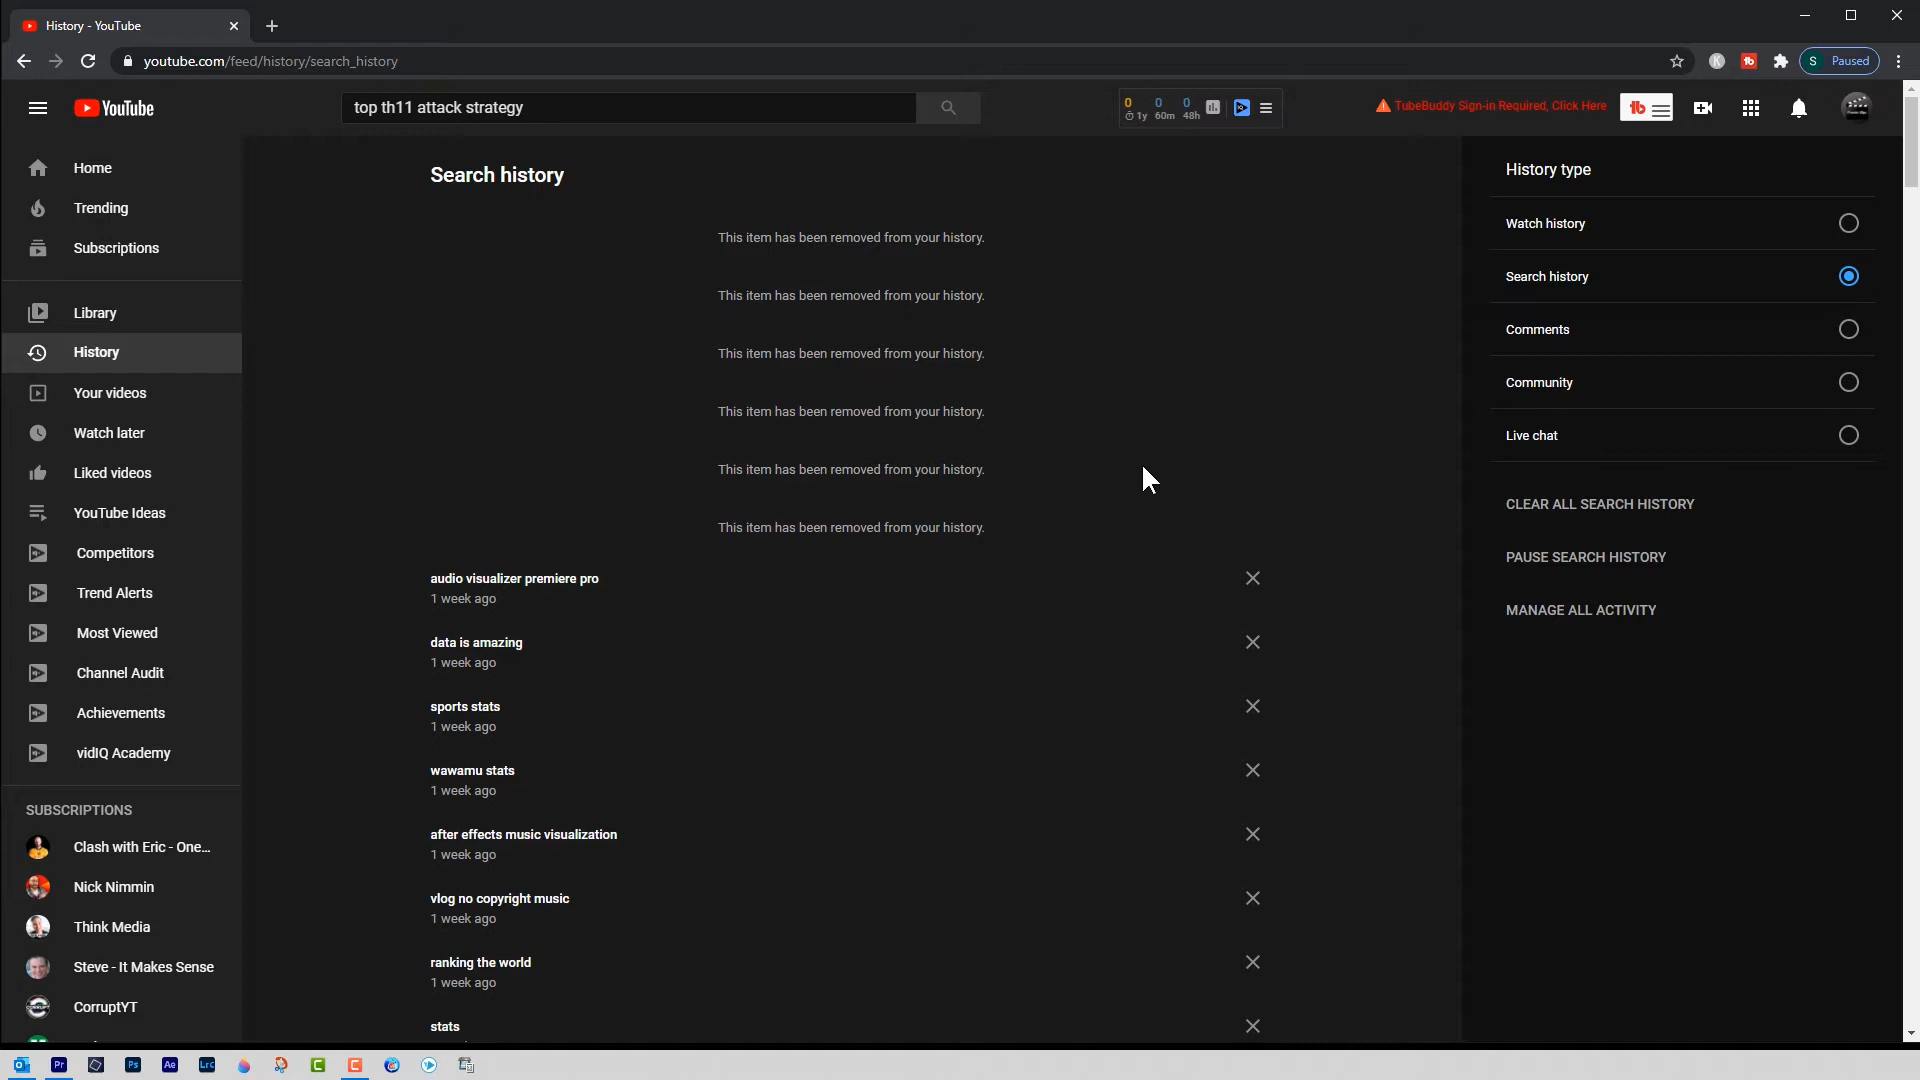 History - YouTube
youtube.com/feed/history/search_history
S Paused
YouTube
top th11 attack strategy
0 0 0
1y 60m 48h
TubeBuddy Sign-in Required, Click Here
tb
Home
Trending
Subscriptions
Library
History
Your videos
Watch later
Liked videos
YouTube Ideas
Competitors
Trend Alerts
Most Viewed
Channel Audit
Achievements
vidIQ Academy
SUBSCRIPTIONS
Clash with Eric - One...
Nick Nimmin
Think Media
Steve - It Makes Sense
CorruptYT
Search history
This item has been removed from your history.
This item has been removed from your history.
This item has been removed from your history.
This item has been removed from your history.
This item has been removed from your history.
This item has been removed from your history.
audio visualizer premiere pro
1 week ago
data is amazing
1 week ago
sports stats
1 week ago
wawamu stats
1 week ago
after effects music visualization
1 week ago
vlog no copyright music
1 week ago
ranking the world
1 week ago
stats
History type
Watch history
Search history
Comments
Community
Live chat
CLEAR ALL SEARCH HISTORY
PAUSE SEARCH HISTORY
MANAGE ALL ACTIVITY
Pr
Ps
Ae
Lrc
C
C